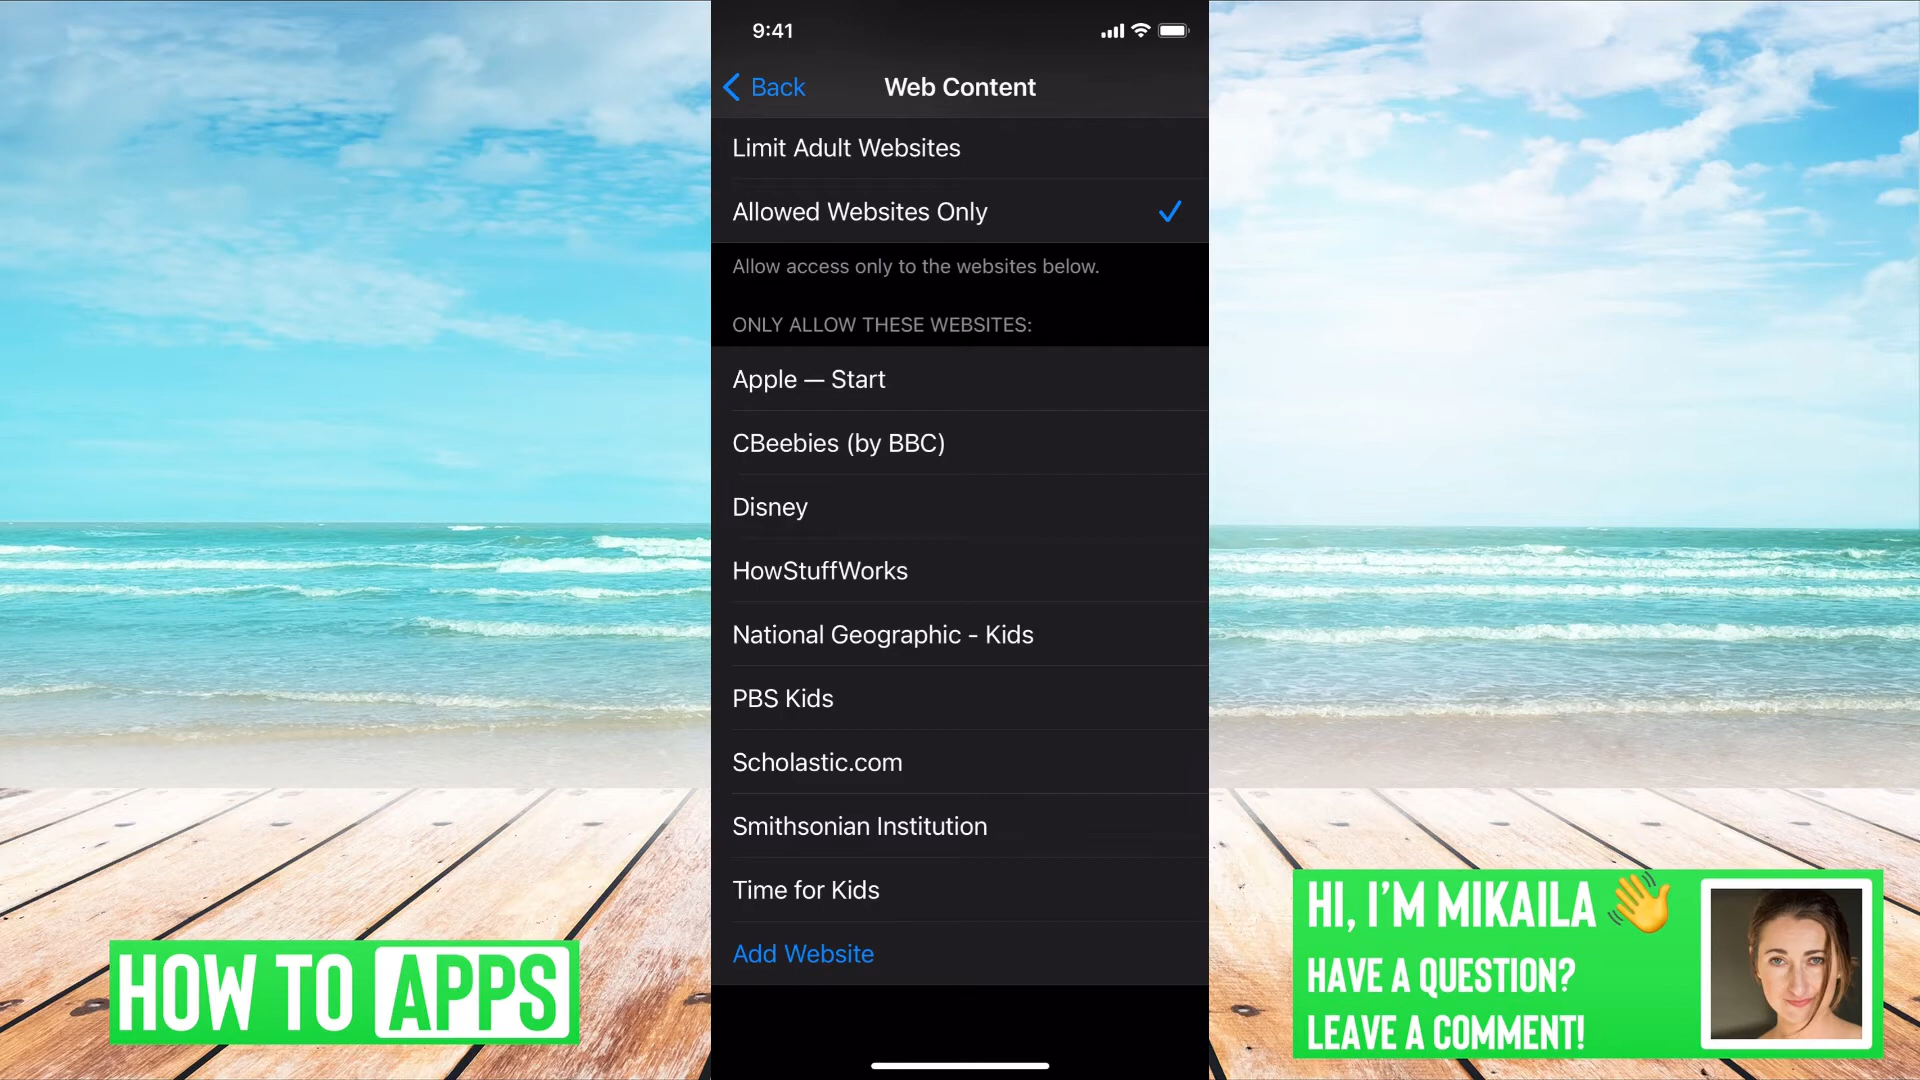 9:41
Back
Web Content
Limit Adult Websites
Allowed Websites Only
Allow access only to the websites below.
ONLY ALLOW THESE WEBSITES:
Apple — Start
CBeebies (by BBC)
Disney
HowStuffWorks
National Geographic - Kids
PBS Kids
Scholastic.com
Smithsonian Institution
Time for Kids
Add Website
HOW TO APPS
HI, I'M MIKAILA 👋
HAVE A QUESTION?
LEAVE A COMMENT!